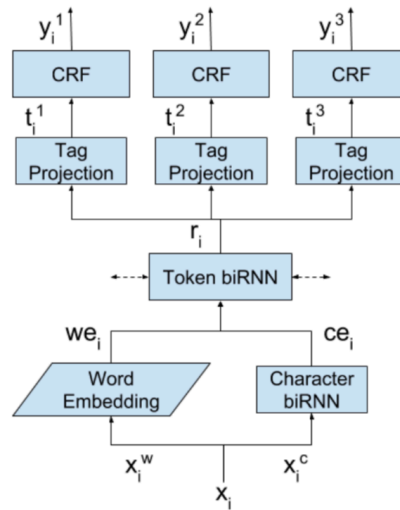 y_i^1 y_i^2 y_i^3
CRF CRF CRF
t_i^1 t_i^2 t_i^3
Tag Projection Tag Projection Tag Projection
r_i
Token biRNN
we_i ce_i
Word Embedding Character biRNN
x_i^w x_i^c
x_i